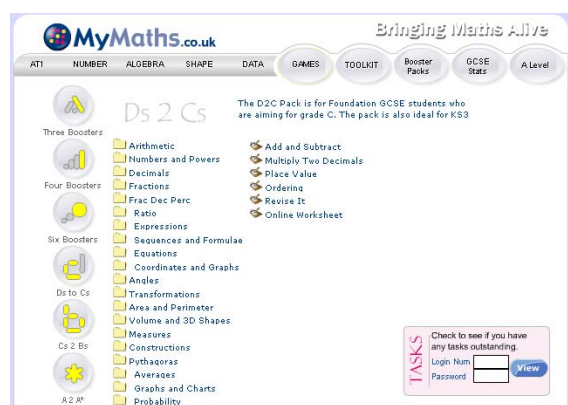 MyMaths.co.uk
Bringing Maths Alive
AT1 NUMBER ALGEBRA SHAPE DATA GAMES TOOLKIT Booster Packs GCSE Stats A Level
Three Boosters
Four Boosters
Six Boosters
Ds to Cs
Cs 2 Bs
A 2 A*
Ds 2 Cs
The D2C Pack is for Foundation GCSE students who
are aiming for grade C. The pack is also ideal for KS3
Arithmetic
Numbers and Powers
Decimals
Fractions
Frac Dec Perc
Ratio
Expressions
Sequences and Formulae
Equations
Coordinates and Graphs
Angles
Transformations
Area and Perimeter
Volume and 3D Shapes
Measures
Constructions
Pythagoras
Averages
Graphs and Charts
Probability
Add and Subtract
Multiply Two Decimals
Place Value
Ordering
Revise It
Online Worksheet
TASKS
Check to see if you have
any tasks outstanding.
Login Num
Password
View